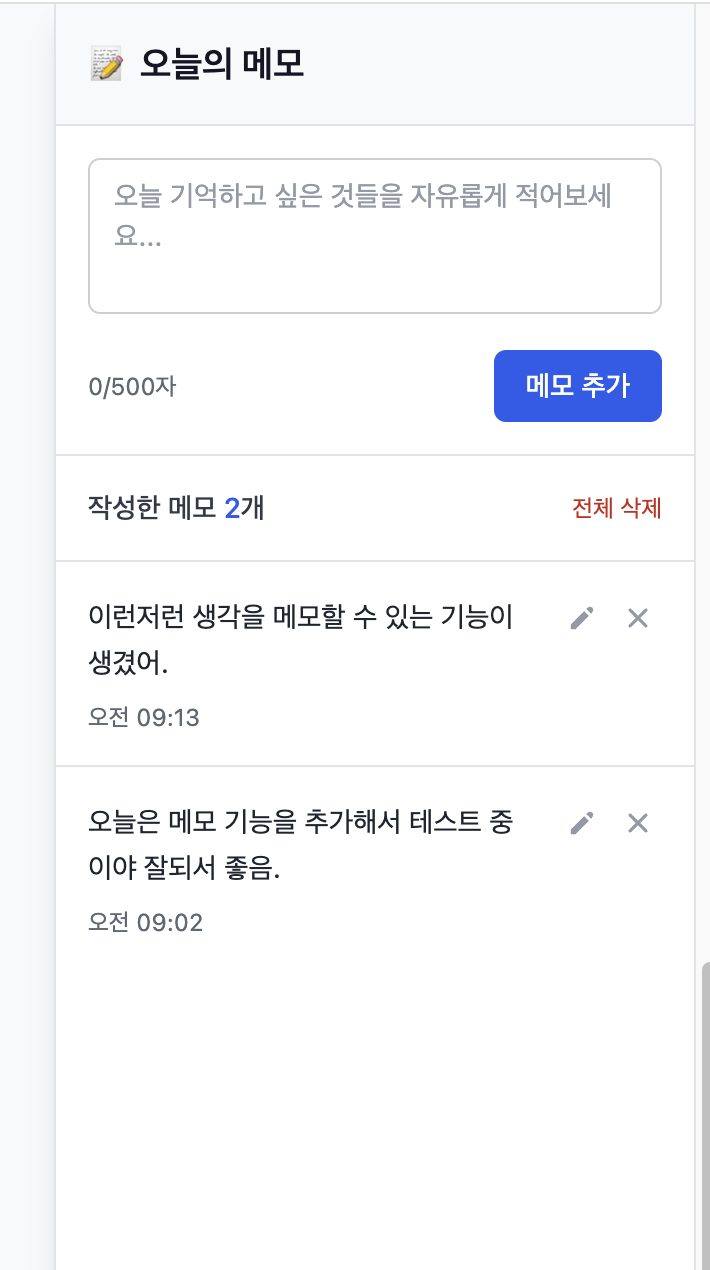 오늘의 메모
오늘 기억하고 싶은 것들을 자유롭게 적어보세
요...
0/500자
메모 추가
작성한 메모 2개
전체 삭제
이런저런 생각을 메모할 수 있는 기능이
생겼어.
오전 09:13
오늘은 메모 기능을 추가해서 테스트 중
이야 잘되서 좋음.
오전 09:02